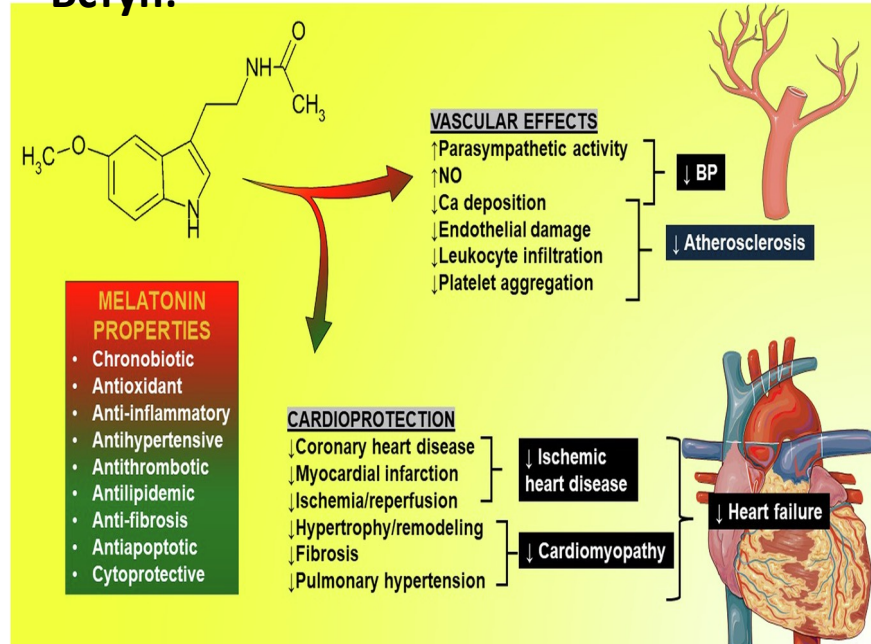 O
NH
CH₃
H₃C
O
N
H
VASCULAR EFFECTS
↑Parasympathetic activity
↑NO
↓Ca deposition
↓Endothelial damage
↓Leukocyte infiltration
↓Platelet aggregation
↓ BP
↓ Atherosclerosis
MELATONIN
PROPERTIES
• Chronobiotic
• Antioxidant
• Anti-inflammatory
• Antihypertensive
• Antithrombotic
• Antilipidemic
• Anti-fibrosis
• Antiapoptotic
• Cytoprotective
CARDIOPROTECTION
↓Coronary heart disease
↓Myocardial infarction
↓Ischemia/reperfusion
↓Hypertrophy/remodeling
↓Fibrosis
↓Pulmonary hypertension
↓ Ischemic
heart disease
↓ Cardiomyopathy
↓ Heart failure